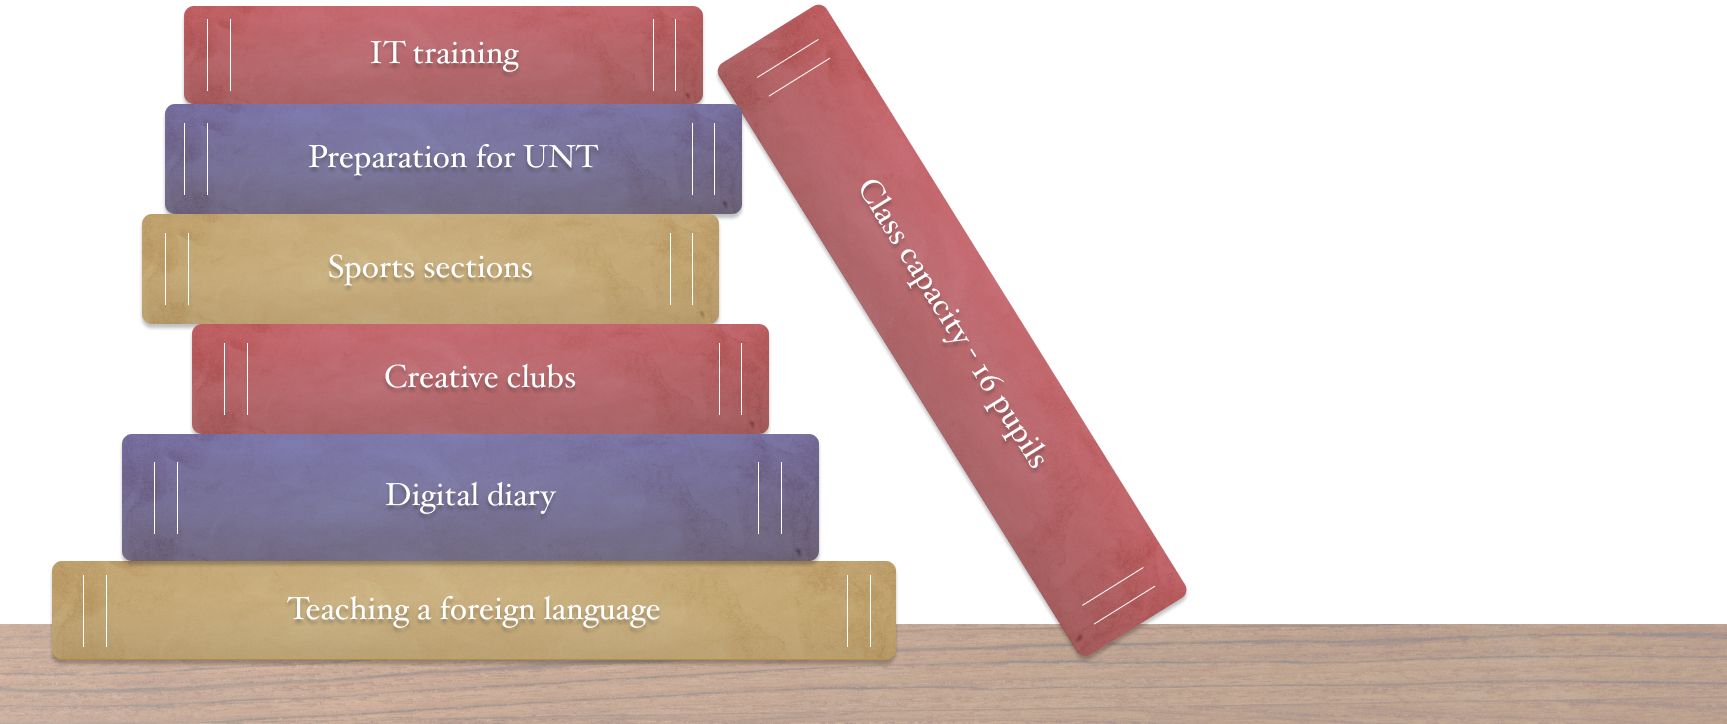 IT training
Preparation for UNT
Sports sections
Creative clubs
Digital diary
Teaching a foreign language
Class capacity - 16 pupils